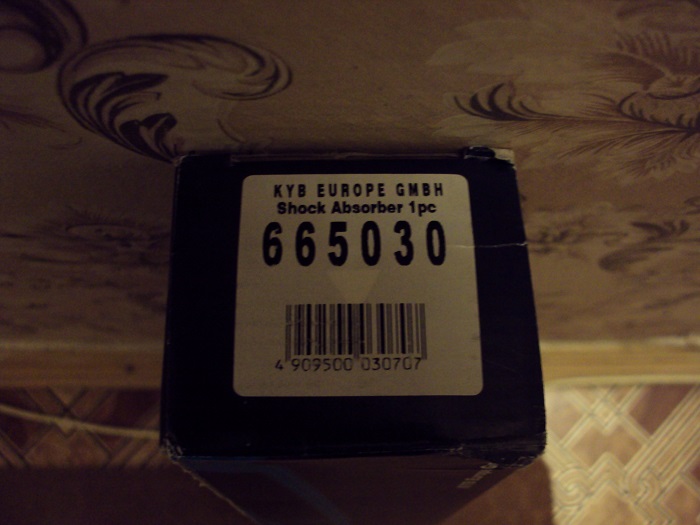 KYB EUROPE GMBH
Shock Absorber 1pc
665030
4 909500 030707